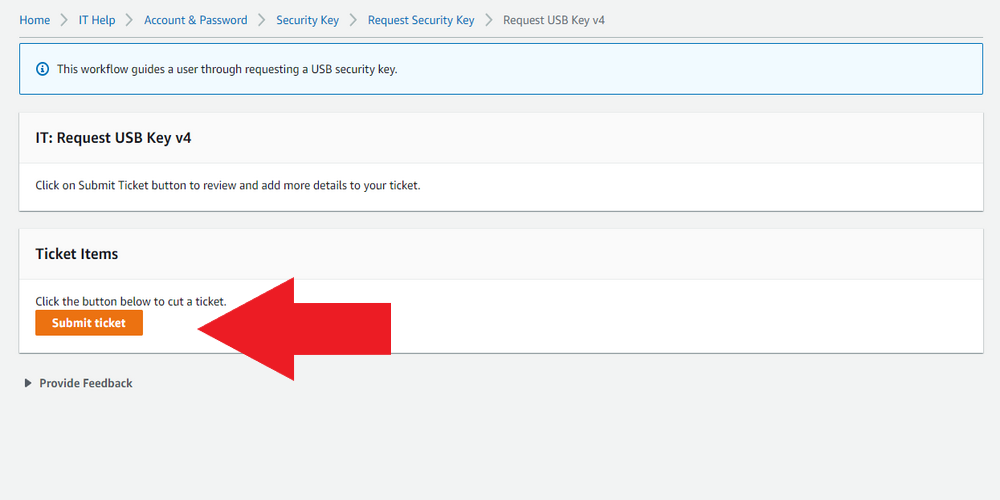 Home > IT Help > Account & Password > Security Key > Request Security Key > Request USB Key v4
This workflow guides a user through requesting a USB security key.
IT: Request USB Key v4
Click on Submit Ticket button to review and add more details to your ticket.
Ticket Items
Click the button below to cut a ticket.
Submit ticket
Provide Feedback